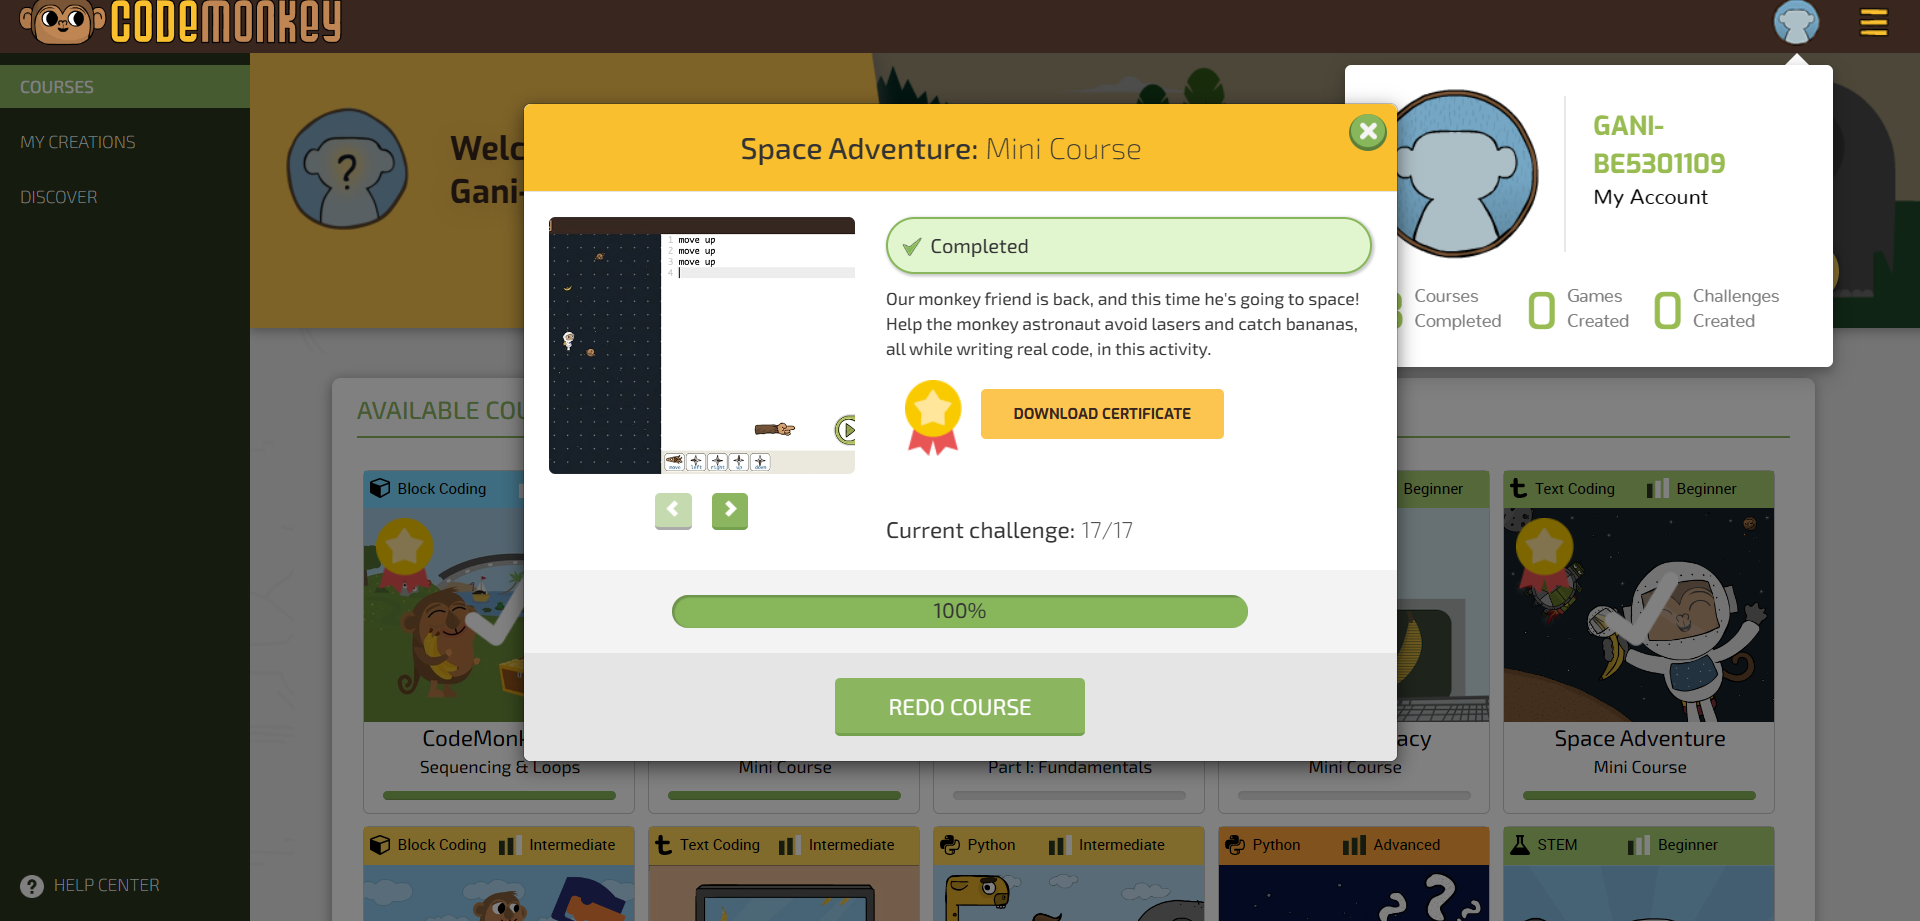 CODEMONKEY
COURSES
MY CREATIONS
DISCOVER
HELP CENTER
Gani-
GANI-
BE5301109
My Account
Courses
Completed
0
Games
Created
0
Challenges
Created
Space Adventure: Mini Course
1 move up
2 move up
3 move up
4
move left right up down
Completed
Our monkey friend is back, and this time he's going to space!
Help the monkey astronaut avoid lasers and catch bananas,
all while writing real code, in this activity.
DOWNLOAD CERTIFICATE
Current challenge: 17/17
100%
REDO COURSE
AVAILABLE
Block Coding
Sequencing & Loops
Mini Course
Part I: Fundamentals
Beginner
Mini Course
Text Coding Beginner
Space Adventure
Mini Course
Block Coding Intermediate
Text Coding Intermediate
Python Intermediate
Python Advanced
STEM Beginner